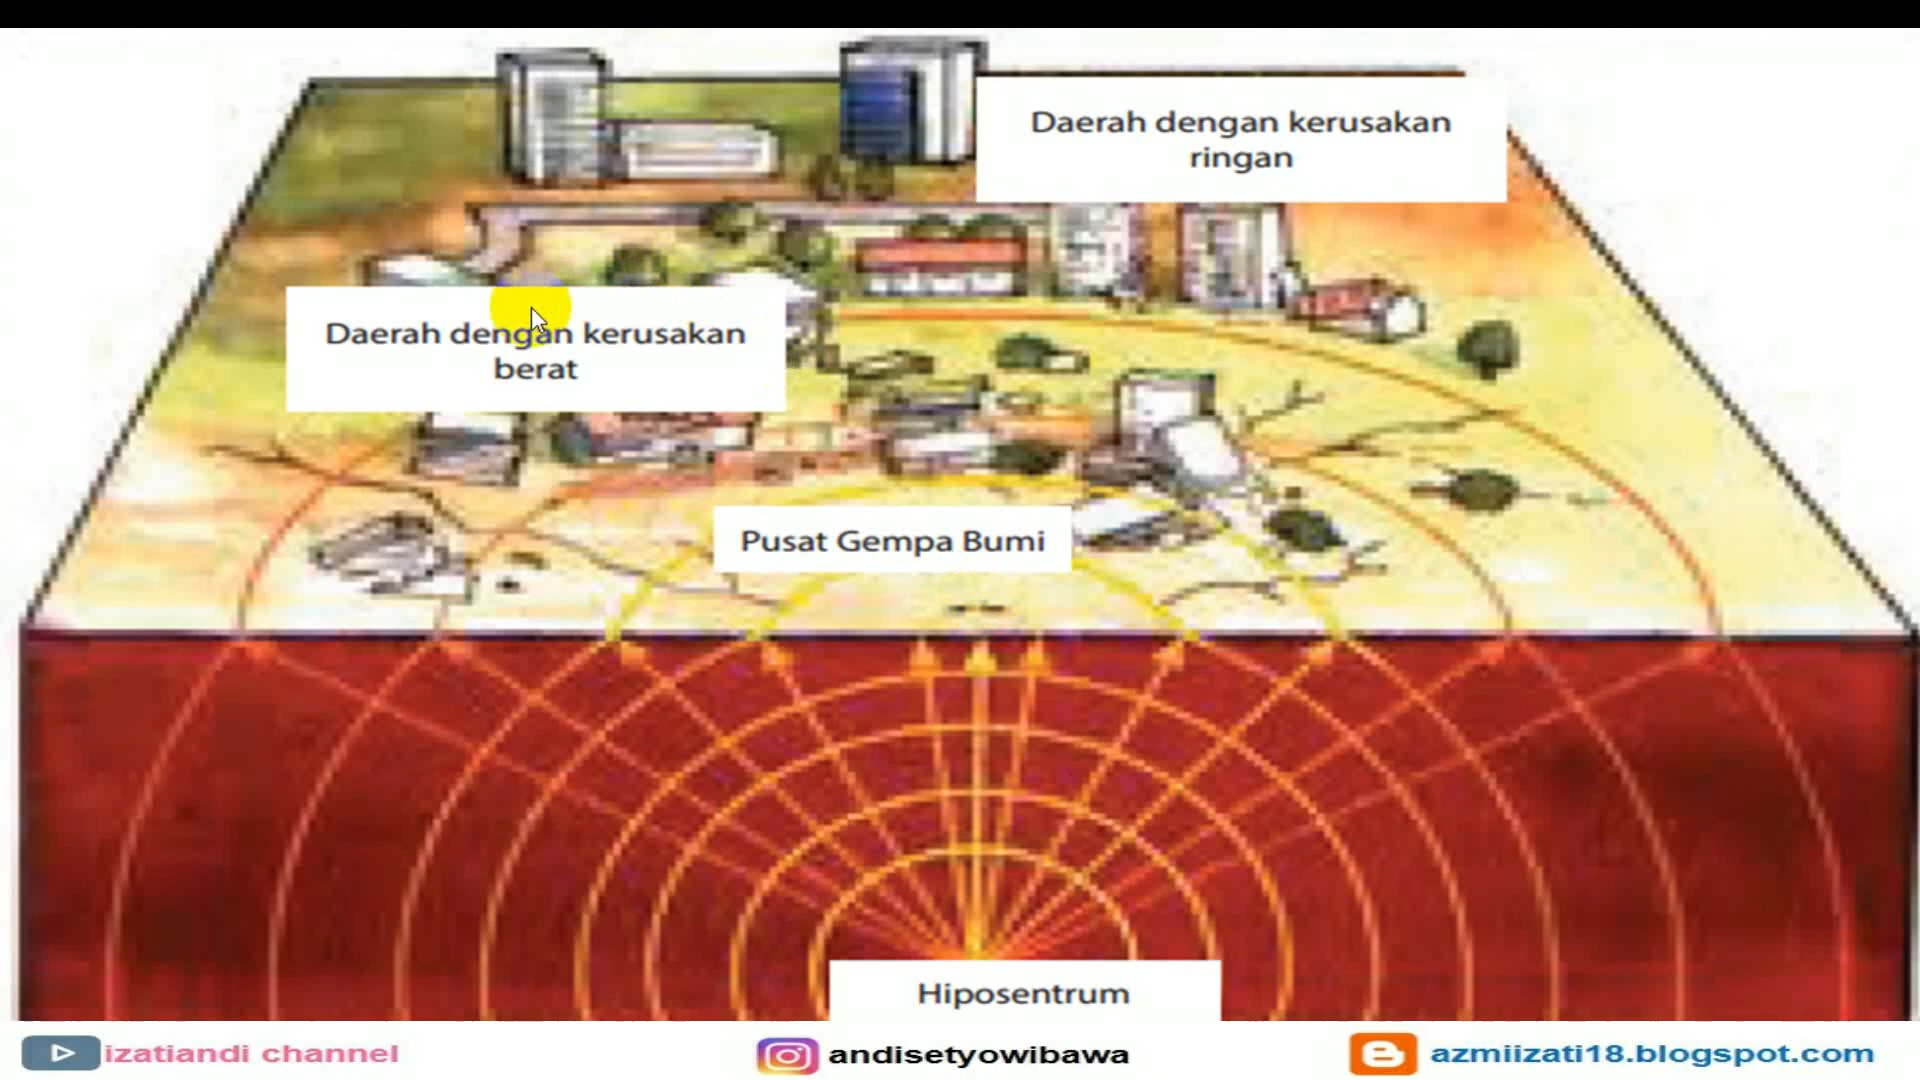 Daerah dengan kerusakan
ringan
Daerah dengan kerusakan
berat
Pusat Gempa Bumi
Hiposentrum
izatiandi channel
andisetyowibawa
azmiizati18.blogspot.com